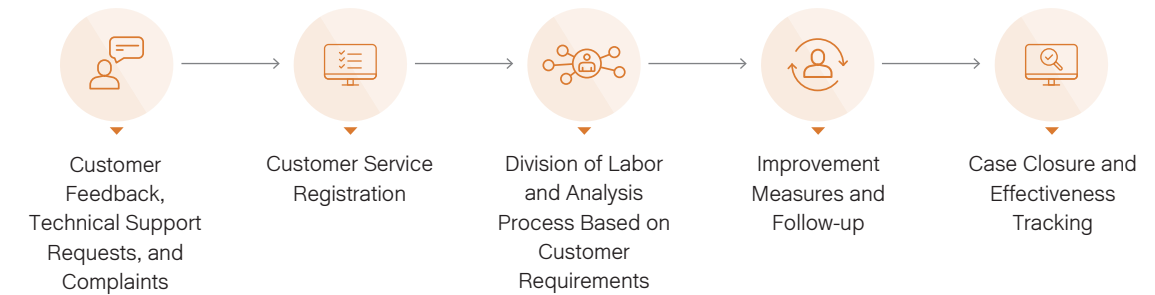 Customer
Feedback,
Technical Support
Requests, and
Complaints
Customer Service
Registration
Division of Labor
and Analysis
Process Based on
Customer
Requirements
Improvement
Measures and
Follow-up
Case Closure and
Effectiveness
Tracking